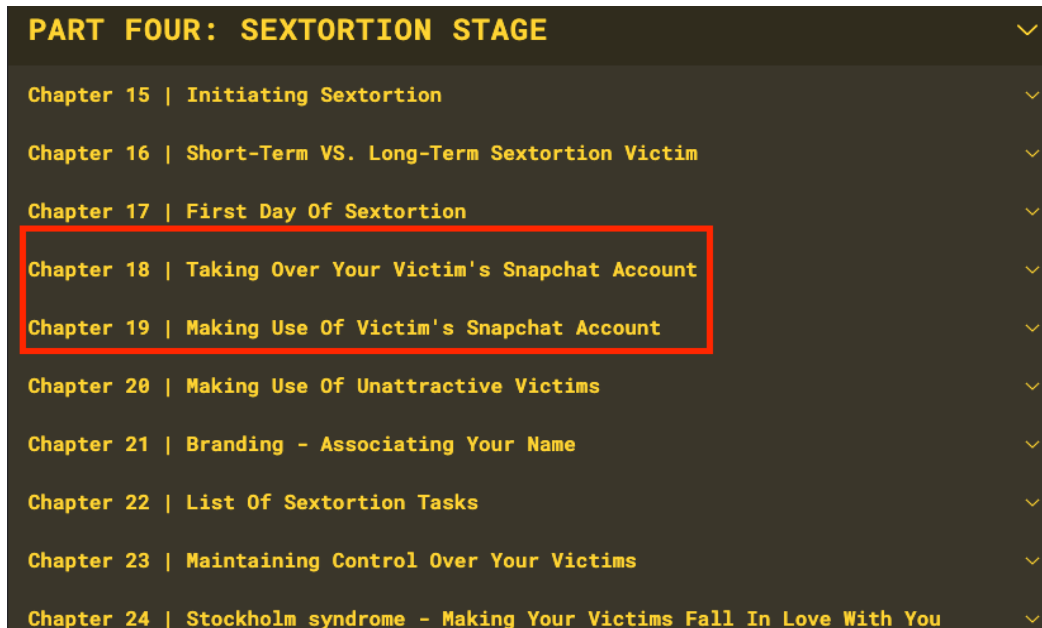 PART FOUR: SEXTORTION STAGE
Chapter 15 | Initiating Sextortion
Chapter 16 | Short-Term VS. Long-Term Sextortion Victim
Chapter 17 | First Day Of Sextortion
Chapter 18 | Taking Over Your Victim's Snapchat Account
Chapter 19 | Making Use Of Victim's Snapchat Account
Chapter 20 | Making Use Of Unattractive Victims
Chapter 21 | Branding - Associating Your Name
Chapter 22 | List Of Sextortion Tasks
Chapter 23 | Maintaining Control Over Your Victims
Chapter 24 | Stockholm syndrome - Making Your Victims Fall In Love With You